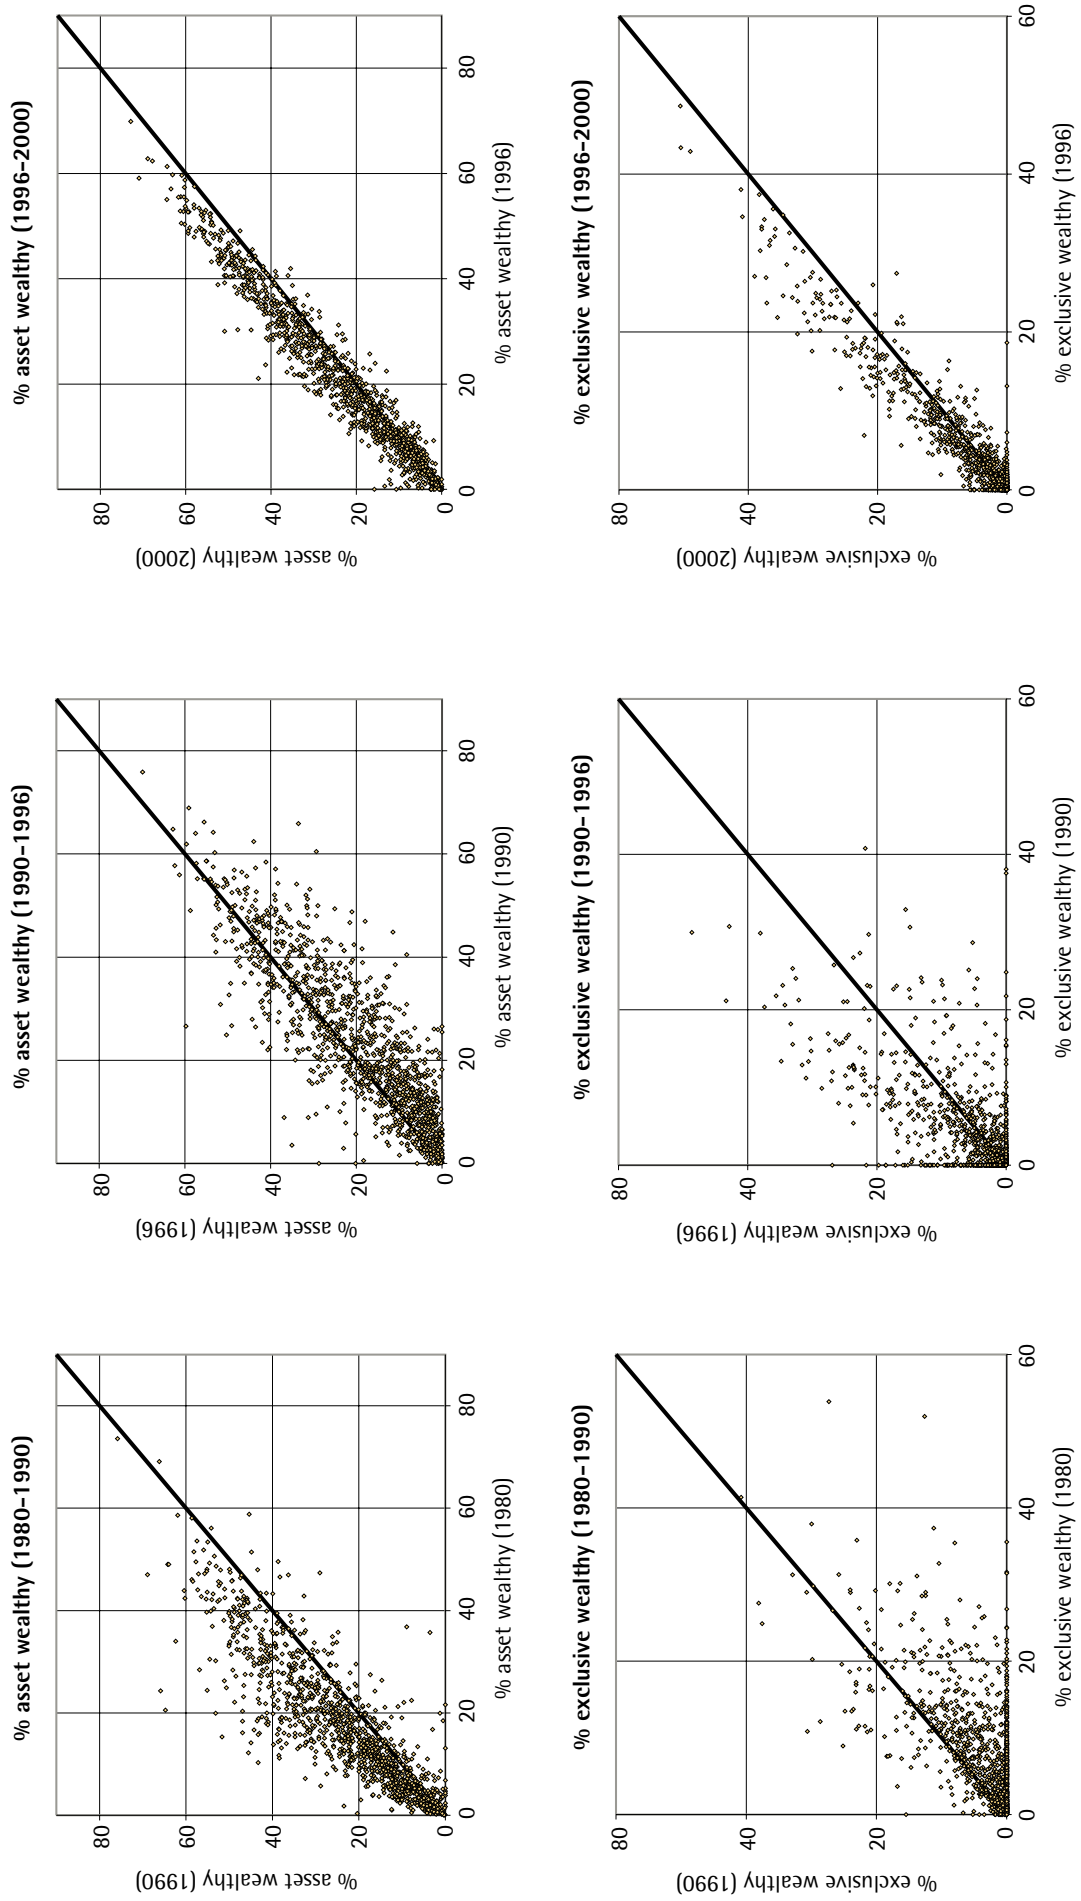 % asset wealthy (1980–1990)
% asset wealthy (1990)
80
60
40
20
0
0 20 40 60 80
% asset wealthy (1980)
% asset wealthy (1990–1996)
% asset wealthy (1996)
80
60
40
20
0
0 20 40 60 80
% asset wealthy (1990)
% asset wealthy (1996–2000)
% asset wealthy (2000)
80
60
40
20
0
0 20 40 60 80
% asset wealthy (1996)
% exclusive wealthy (1980–1990)
% exclusive wealthy (1990)
80
40
20
0
0 20 40 60
% exclusive wealthy (1980)
% exclusive wealthy (1990–1996)
% exclusive wealthy (1996)
80
40
20
0
0 20 40 60
% exclusive wealthy (1990)
% exclusive wealthy (1996–2000)
% exclusive wealthy (2000)
80
40
20
0
0 20 40 60
% exclusive wealthy (1996)